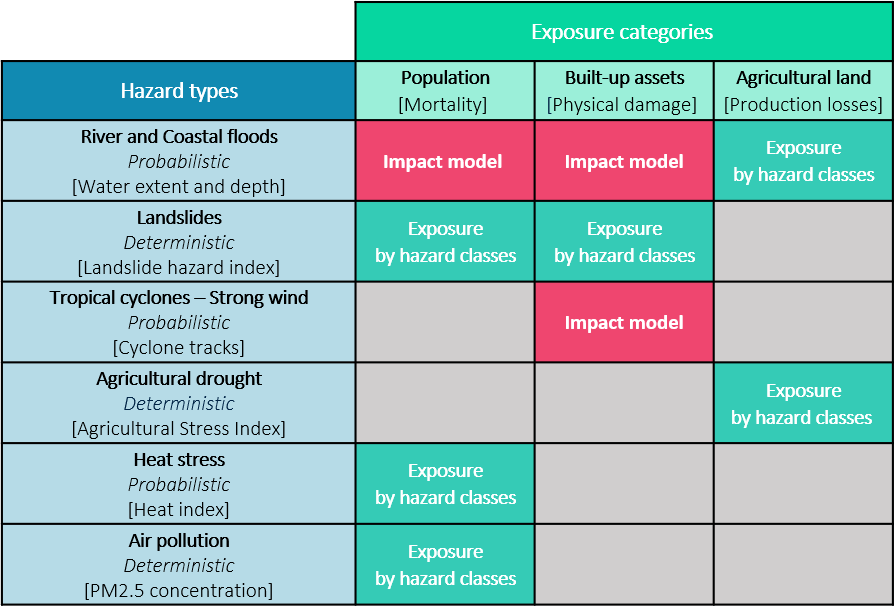 Exposure categories
Hazard types
Population
[Mortality]
Built-up assets
[Physical damage]
Agricultural land
[Production losses]
River and Coastal floods
Probabilistic
[Water extent and depth]
Impact model
Impact model
Exposure
by hazard classes
Landslides
Deterministic
[Landslide hazard index]
Exposure
by hazard classes
Exposure
by hazard classes
Tropical cyclones – Strong wind
Probabilistic
[Cyclone tracks]
Impact model
Agricultural drought
Deterministic
[Agricultural Stress Index]
Exposure
by hazard classes
Heat stress
Probabilistic
[Heat index]
Exposure
by hazard classes
Air pollution
Deterministic
[PM2.5 concentration]
Exposure
by hazard classes